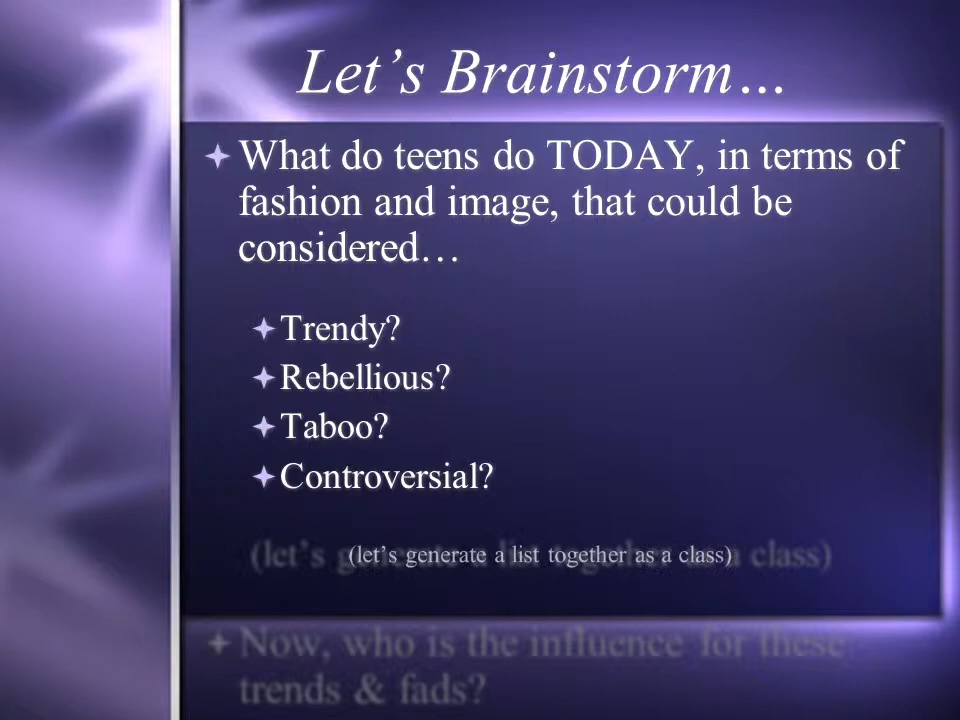 Let’s Brainstorm…
What do teens do TODAY, in terms of
fashion and image, that could be
considered…
Trendy?
Rebellious?
Taboo?
Controversial?
(let’s generate a list together as a class)
Now, who is the influence for these
trends & fads?